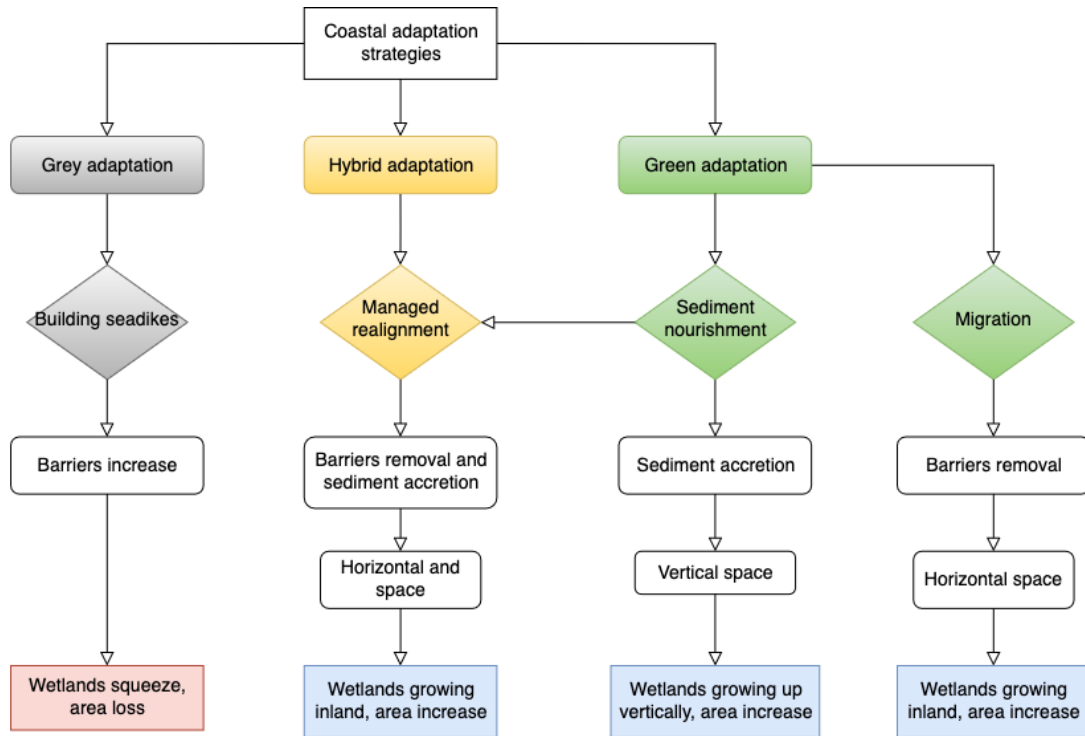 Coastal adaptation
strategies
Grey adaptation
Hybrid adaptation
Green adaptation
Building seadikes
Managed
realignment
Sediment
nourishment
Migration
Barriers increase
Barriers removal and
sediment accretion
Sediment accretion
Barriers removal
Horizontal and
space
Vertical space
Horizontal space
Wetlands squeeze,
area loss
Wetlands growing
inland, area increase
Wetlands growing up
vertically, area increase
Wetlands growing
inland, area increase